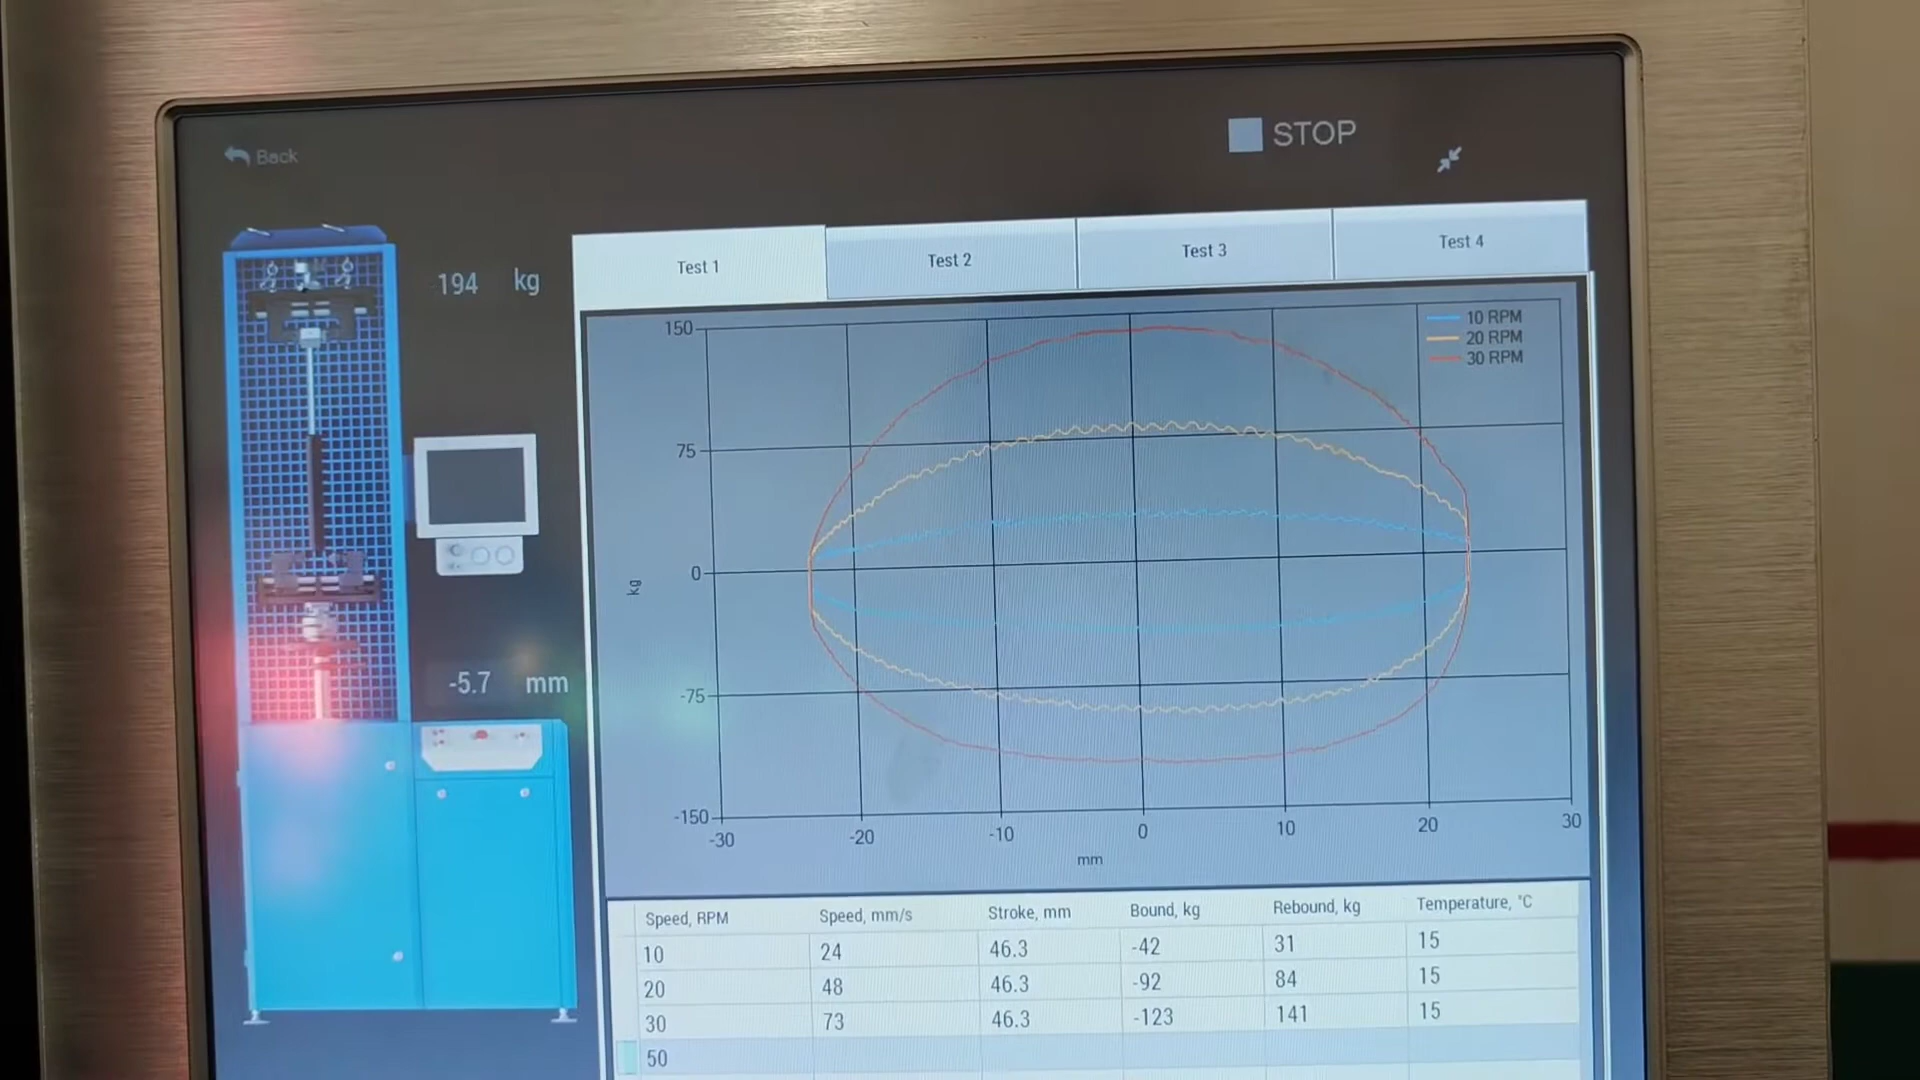 Back
STOP
194 kg
Test 1 Test 2 Test 3 Test 4
10 RPM
20 RPM
30 RPM
150
75
0
-75
-150
kg
-5.7 mm
-30 -20 -10 0 10 20 30
mm
Speed, RPM Speed, mm/s Stroke, mm Bound, kg Rebound, kg Temperature, °C
10 24 46.3 -42 31 15
20 48 46.3 -92 84 15
30 73 46.3 -123 141 15
50